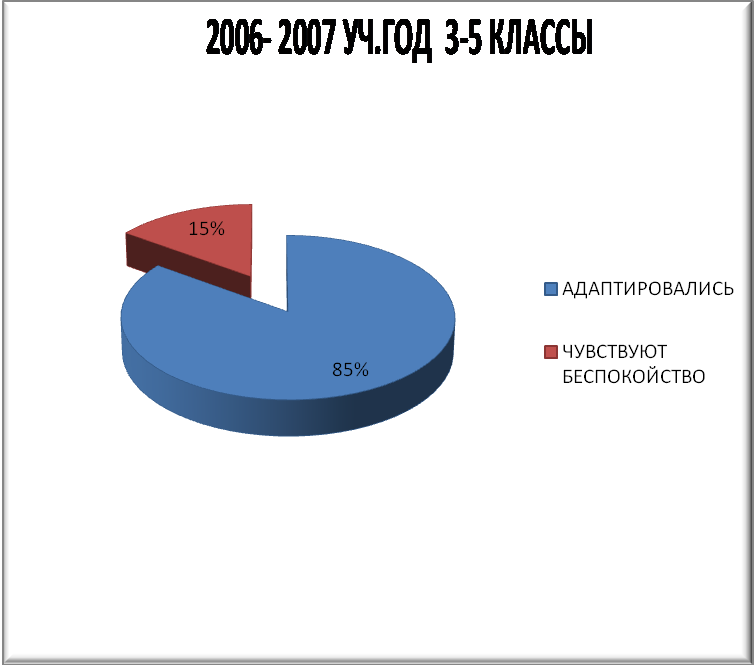 2006- 2007 УЧ.ГОД  3-5 КЛАССЫ
15%
АДАПТИРОВАЛИСЬ
ЧУВСТВУЮТ
БЕСПОКОЙСТВО
85%